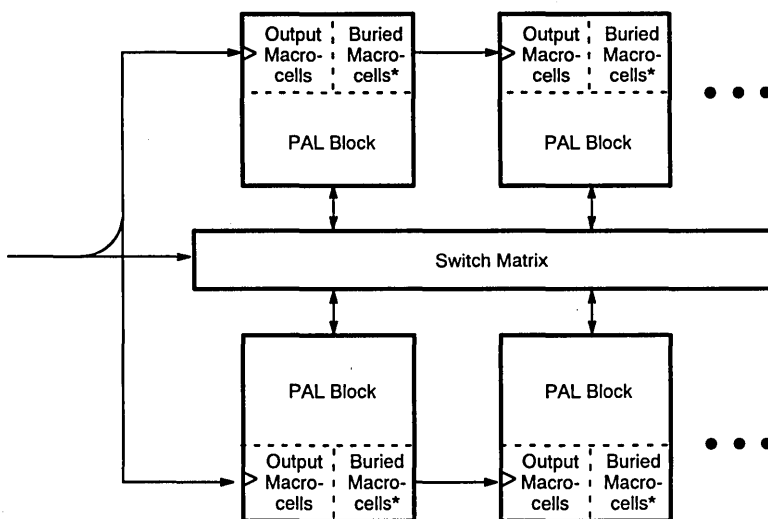 Output Macro-cells
Buried Macro-cells*
PAL Block
Output Macro-cells
Buried Macro-cells*
PAL Block
Switch Matrix
PAL Block
Output Macro-cells
Buried Macro-cells*
PAL Block
Output Macro-cells
Buried Macro-cells*